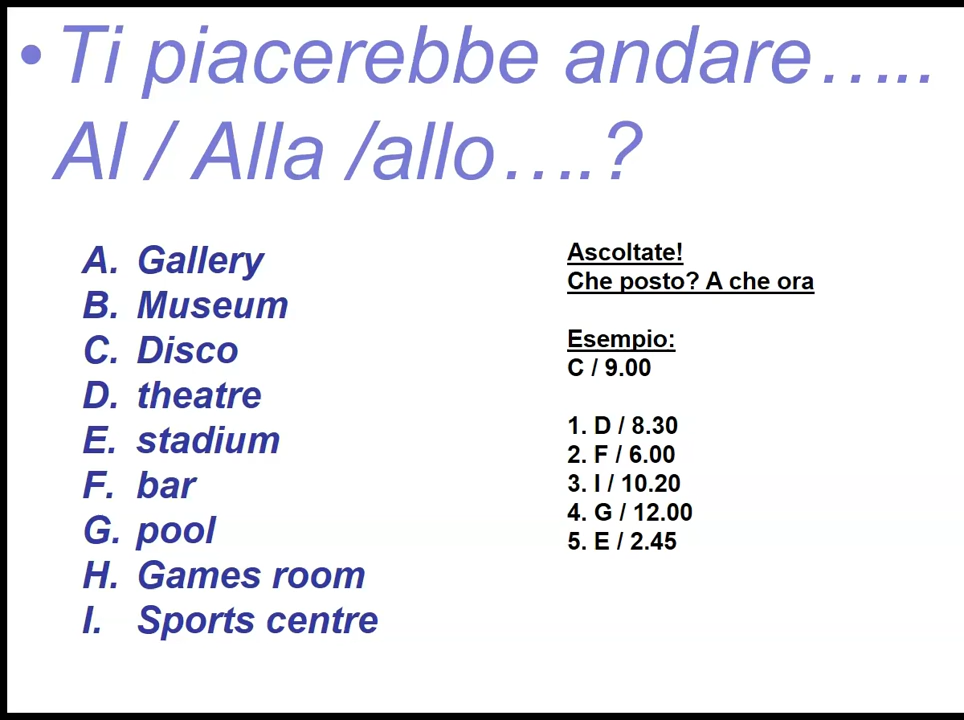 • Ti piacerebbe andare…..
Al / Alla /allo….?
A. Gallery
B. Museum
C. Disco
D. theatre
E. stadium
F. bar
G. pool
H. Games room
I. Sports centre
Ascoltate!
Che posto? A che ora
Esempio:
C / 9.00
1. D / 8.30
2. F / 6.00
3. I / 10.20
4. G / 12.00
5. E / 2.45